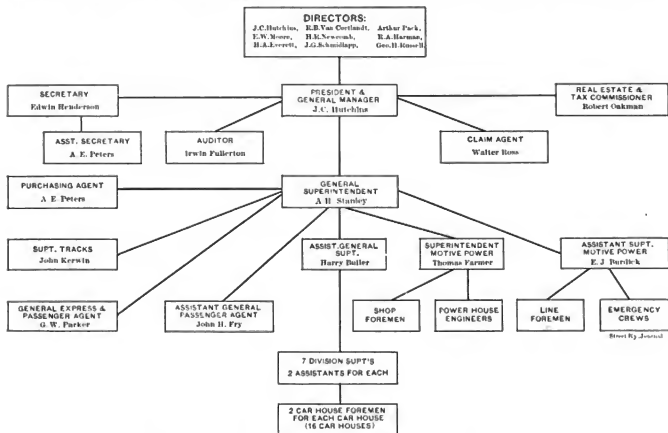 DIRECTORS:
J.C.Hutchins, R.B.Van Cortlandt, Arthur Pack,
E.W.Moore, H.R.Newcomb, R.A.Harman,
H.A.Everett, J.G.Schmidlapp, Geo.H.Russell.
SECRETARY
Edwin Henderson
PRESIDENT
& GENERAL MANAGER
J.C. Hutchins
REAL ESTATE &
TAX COMMISSIONER
Robert Oakman
ASST. SECRETARY
A. E. Peters
AUDITOR
Irwin Fullerton
CLAIM AGENT
Walter Ross
PURCHASING AGENT
A. E. Peters
GENERAL
SUPERINTENDENT
A H. Stanley
SUPT. TRACKS
John Kerwin
ASSIST. GENERAL
SUPT.
Harry Buller
SUPERINTENDENT
MOTIVE POWER
Thomas Farmer
ASSISTANT SUPT.
MOTIVE POWER
E. J. Burdick
GENERAL EXPRESS &
PASSENGER AGENT
G. W. Parker
ASSISTANT GENERAL
PASSENGER AGENT
John H. Fry
SHOP
FOREMEN
POWER HOUSE
ENGINEERS
LINE
FOREMEN
EMERGENCY
CREWS
Street Ry. Journal
7 DIVISION SUPT'S
2 ASSISTANTS FOR EACH
2 CAR HOUSE FOREMEN
FOR EACH CAR HOUSE
(16 CAR HOUSES)